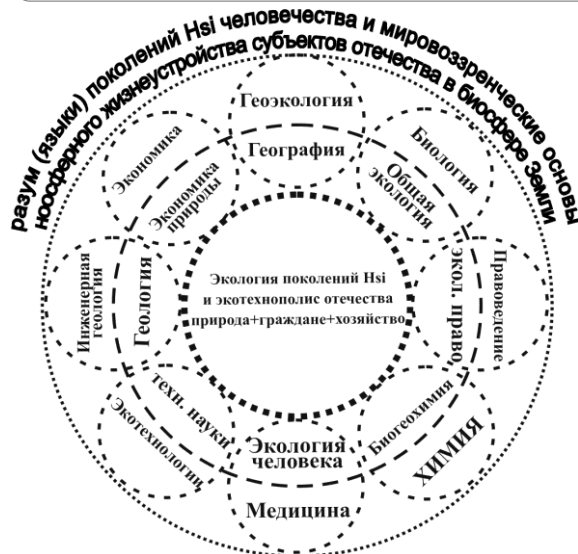 разум (языки) поколений Hsi человечества и мировоззренческие основы
ноосферного жизнеустройства субъектов отечества в биосфере Земли
Геоэкология
География
Биология
Общая
экология
Правоведение
экол. право
ХИМИЯ
Биогеохимия
Медицина
Экология
человека
Экотехнологии
техн. науки
Инженерная
геология
Геология
Экономика
Экономика
природы
Экология поколений Hsi
и экотехнополис отечества
природа+граждане+хозяйство